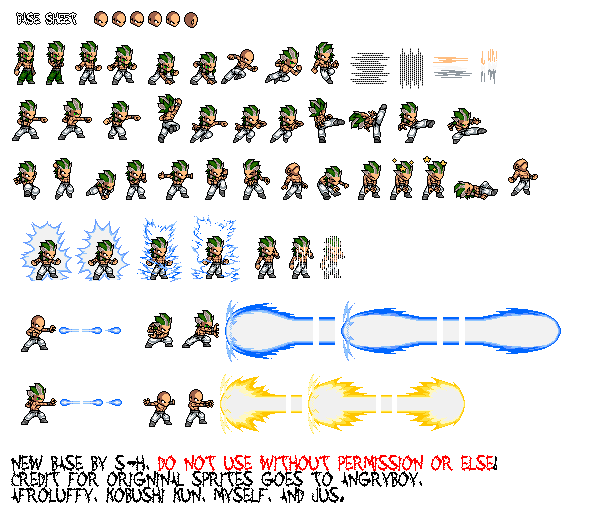 BASE SHEET
NEW BASE BY S-H. DO NOT USE WITHOUT PERMISSION OR ELSE!
CREDIT FOR ORIGNINAL SPRITES GOES TO ANGRYBOY,
AFROLUFFY, KOBUSHI KUN, MYSELF, AND JUS.